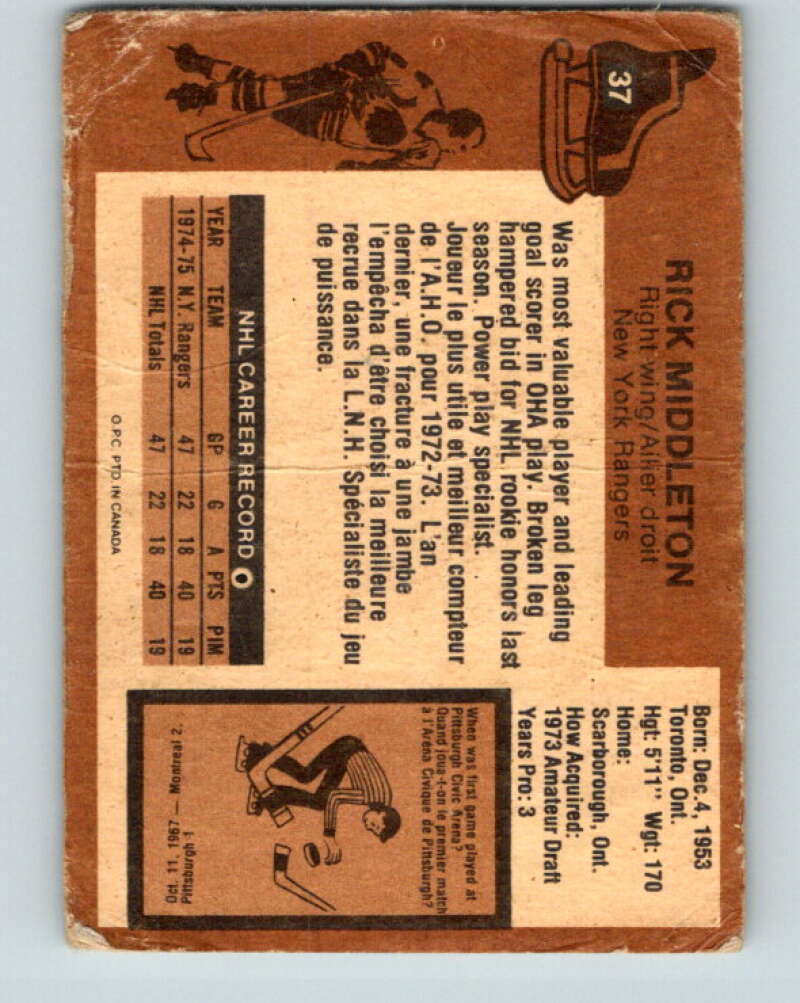 37
RICK MIDDLETON
Right wing/Ailier droit
New York Rangers
Was most valuable player and leading
goal scorer in OHA play. Broken leg
hampered bid for NHL rookie honors last
season. Power play specialist.
Joueur le plus utile et meilleur compteur
de l'A.H.O. pour 1972-73. L'an
dernier, une fracture à une jambe
l'empêcha d'être choisi la meilleure
recrue dans la L.N.H. Spécialiste du jeu
de puissance.
NHL CAREER RECORD
YEAR TEAM GP G A PTS PIM
1974-75 N.Y. Rangers 47 22 18 40 19
NHL Totals 47 22 18 40 19
O.P.C. PTD. IN CANADA
Born: Dec. 4, 1953
Toronto, Ont.
Hgt: 5'11" Wgt: 170
Home:
Scarborough, Ont.
How Acquired:
1973 Amateur Draft
Years Pro: 3
When was first game played at
Pittsburgh Civic Arena?
Quand joua-t-on le premier match
à l'Arena Civique de Pittsburgh?
Oct. 11, 1967 — Montreal 2,
Pittsburgh 1